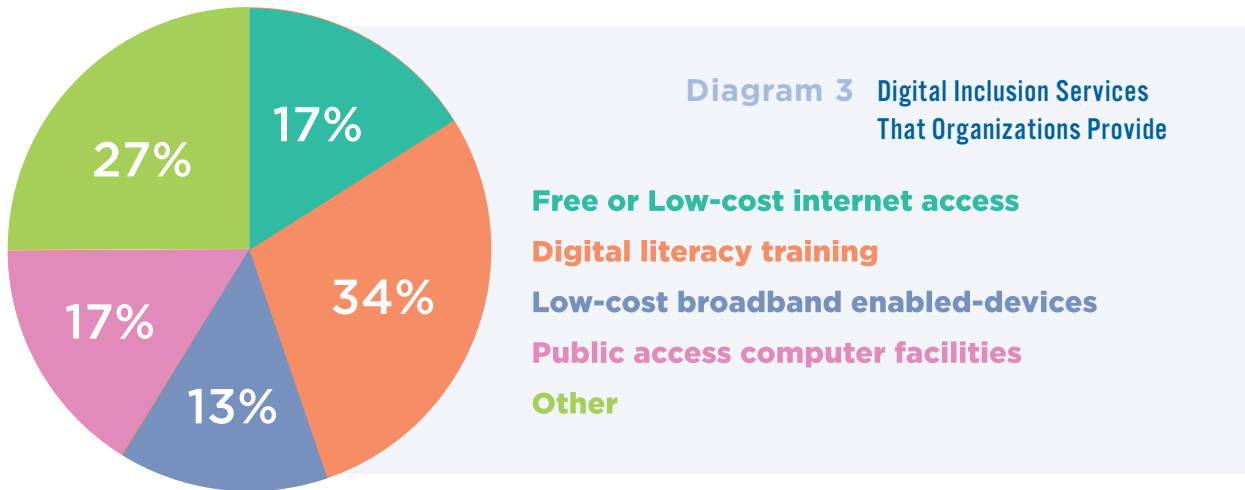 17%
27%
34%
17%
13%
Diagram 3 Digital Inclusion Services
That Organizations Provide
Free or Low-cost internet access
Digital literacy training
Low-cost broadband enabled-devices
Public access computer facilities
Other